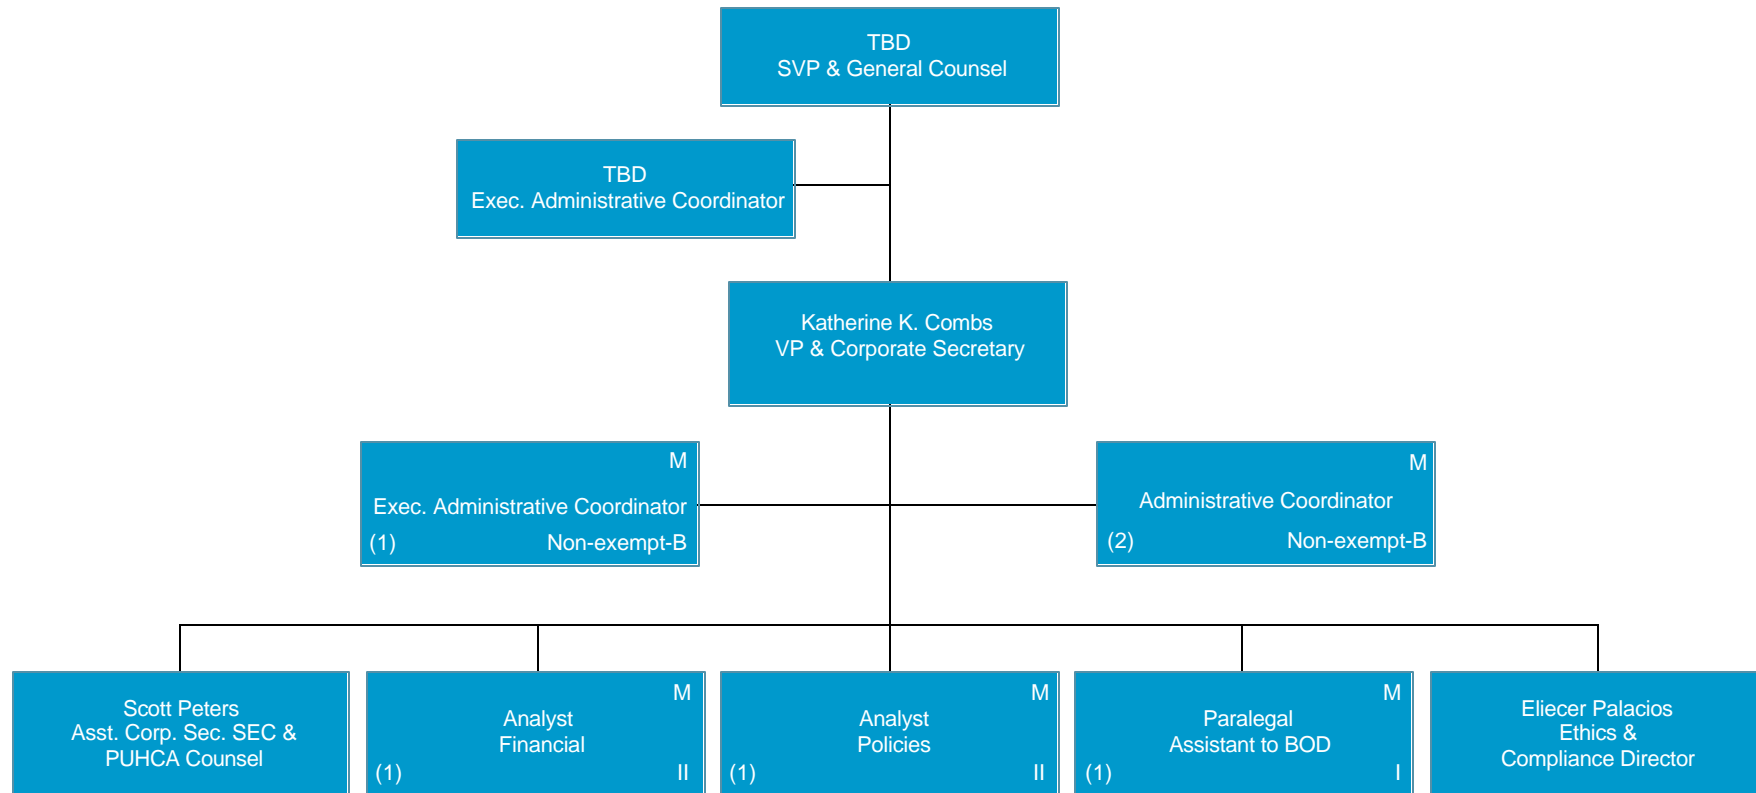 TBD
SVP & General Counsel
TBD
Exec. Administrative Coordinator
Katherine K. Combs
VP & Corporate Secretary
M
Exec. Administrative Coordinator
(1) Non-exempt-B
M
Administrative Coordinator
(2) Non-exempt-B
Scott Peters
Asst. Corp. Sec. SEC &
PUHCA Counsel
M
Analyst
Financial
(1) II
M
Analyst
Policies
(1) II
M
Paralegal
Assistant to BOD
(1) I
Eliecer Palacios
Ethics &
Compliance Director